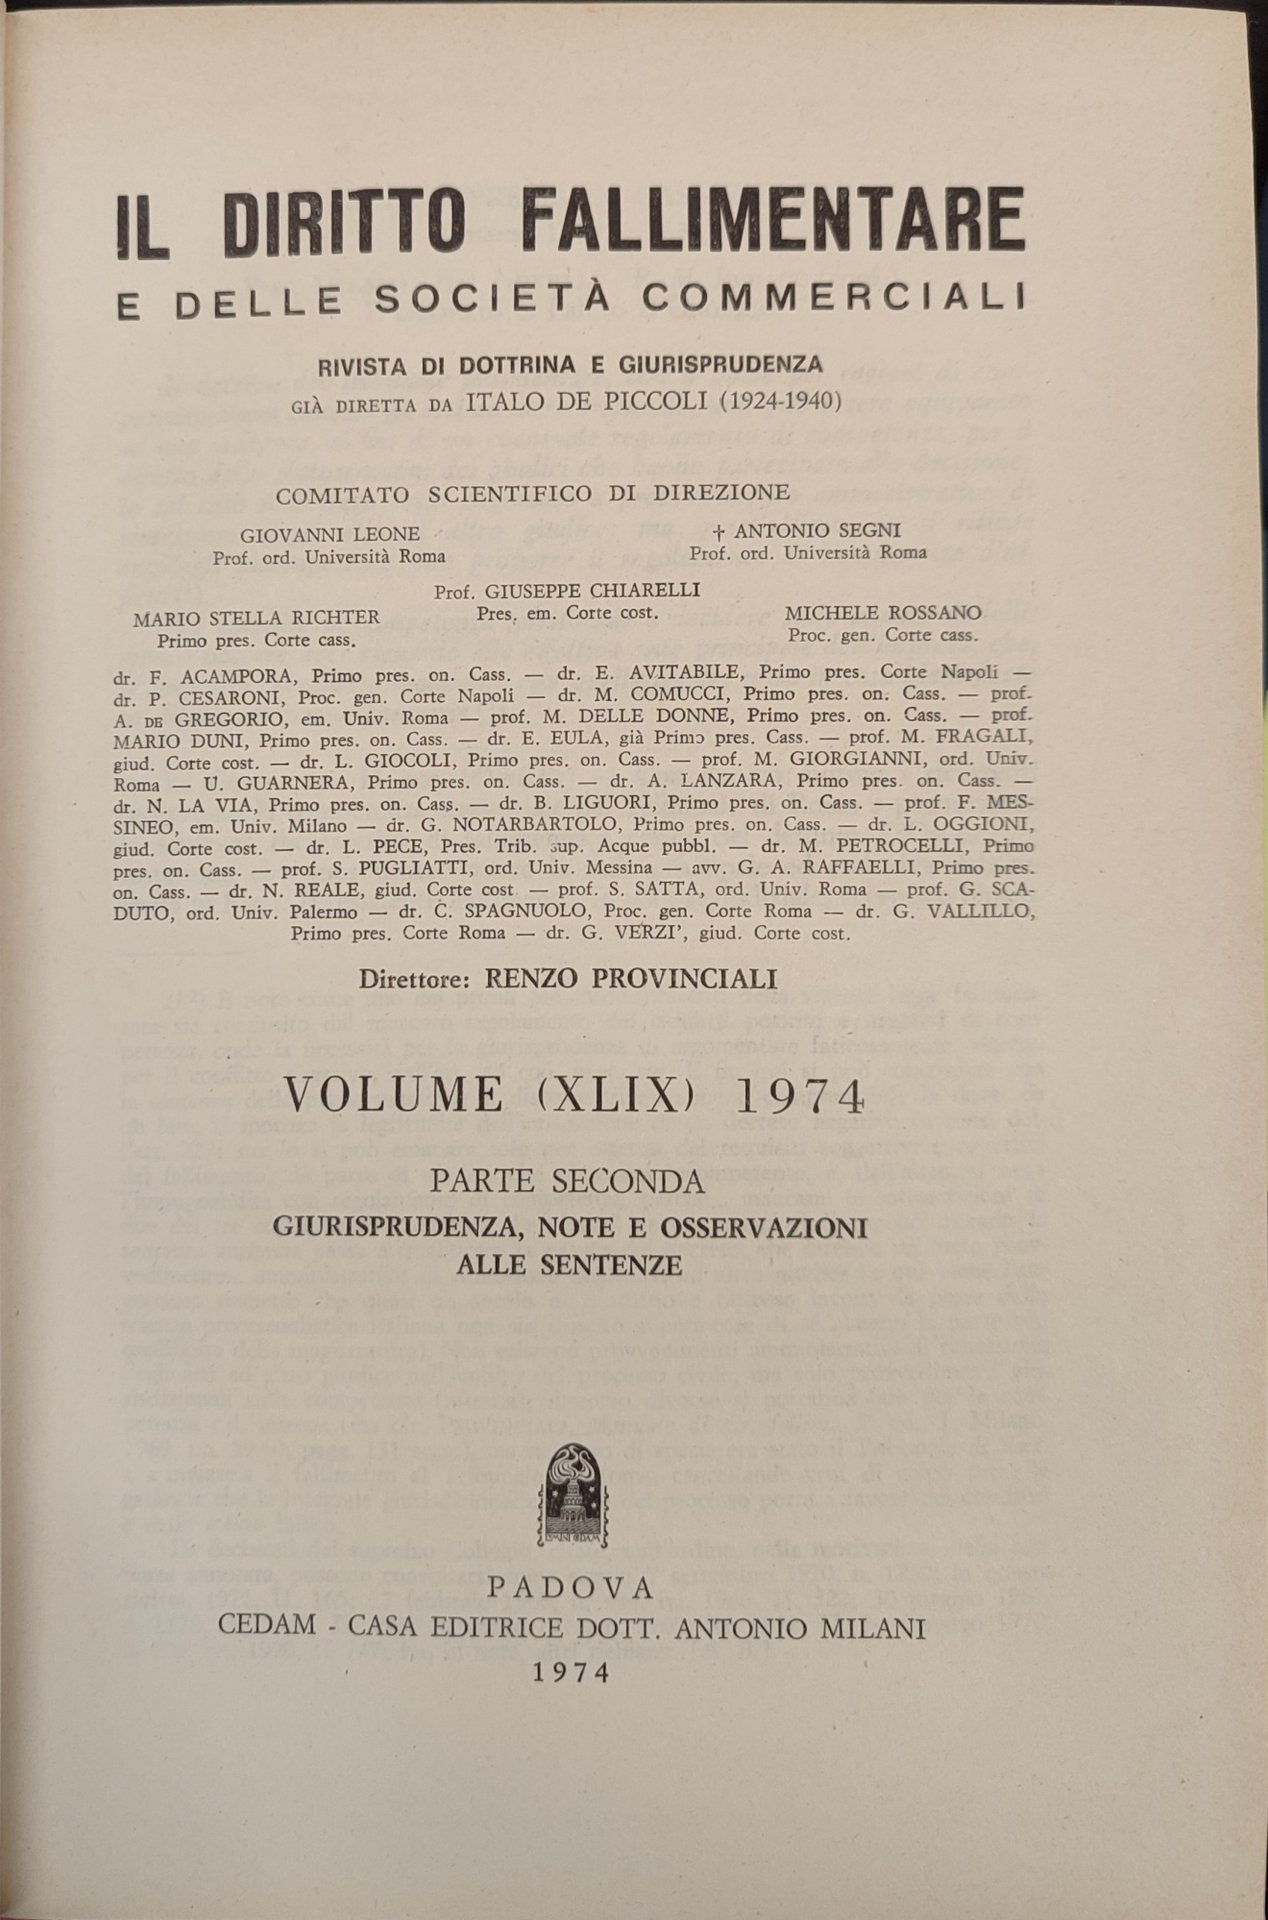 IL DIRITTO FALLIMENTARE
E DELLE SOCIETÀ COMMERCIALI
RIVISTA DI DOTTRINA E GIURISPRUDENZA
GIÀ DIRETTA DA ITALO DE PICCOLI (1924-1940)
COMITATO SCIENTIFICO DI DIREZIONE
GIOVANNI LEONE
Prof. ord. Università Roma
† ANTONIO SEGNI
Prof. ord. Università Roma
Prof. GIUSEPPE CHIARELLI
Pres. em. Corte cost.
MARIO STELLA RICHTER
Primo pres. Corte cass.
MICHELE ROSSANO
Proc. gen. Corte cass.
dr. F. ACAMPORA, Primo pres. on. Cass. — dr. E. AVITABILE, Primo pres. Corte Napoli —
dr. P. CESARONI, Proc. gen. Corte Napoli — dr. M. COMUCCI, Primo pres. on. Cass. — prof.
A. DE GREGORIO, em. Univ. Roma — prof. M. DELLE DONNE, Primo pres. on. Cass. — prof.
MARIO DUNI, Primo pres. on. Cass. — dr. E. EULA, già Primo pres. Cass. — prof. M. FRAGALI,
giud. Corte cost. — dr. L. GIOCOLI, Primo pres. on. Cass. — prof. M. GIORGIANNI, ord. Univ.
Roma — U. GUARNERA, Primo pres. on. Cass. — dr. A. LANZARA, Primo pres. on. Cass. —
dr. N. LA VIA, Primo pres. on. Cass. — dr. B. LIGUORI, Primo pres. on. Cass. — prof. F. MES-
SINEO, em. Univ. Milano — dr. G. NOTARBARTOLO, Primo pres. on. Cass. — dr. L. OGGIONI,
giud. Corte cost. — dr. L. PECE, Pres. Trib. sup. Acque pubbl. — dr. M. PETROCELLI, Primo
pres. on. Cass. — prof. S. PUGLIATTI, ord. Univ. Messina — avv. G. A. RAFFAELLI, Primo pres.
on. Cass. — dr. N. REALE, giud. Corte cost — prof. S. SATTA, ord. Univ. Roma — prof. G. SCA-
DUTO, ord. Univ. Palermo — dr. C. SPAGNUOLO, Proc. gen. Corte Roma — dr. G. VALLILLO,
Primo pres. Corte Roma — dr. G. VERZI', giud. Corte cost.
Direttore: RENZO PROVINCIALI
VOLUME (XLIX) 1974
PARTE SECONDA
GIURISPRUDENZA, NOTE E OSSERVAZIONI
ALLE SENTENZE
PADOVA
CEDAM - CASA EDITRICE DOTT. ANTONIO MILANI
1974